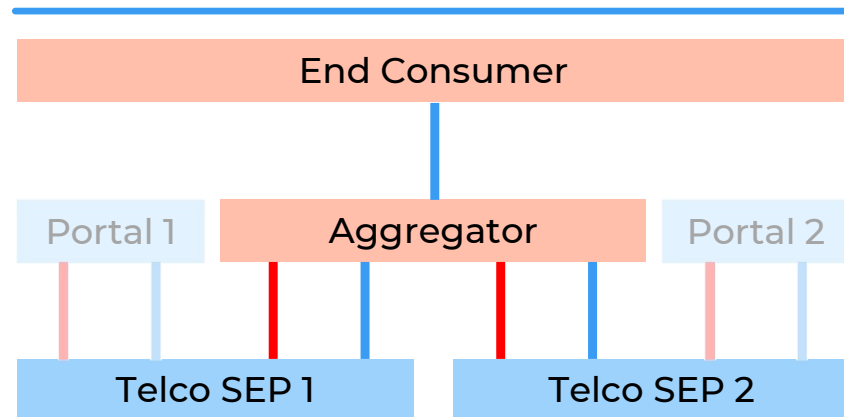 End Consumer
Portal 1
Aggregator
Portal 2
Telco SEP 1
Telco SEP 2